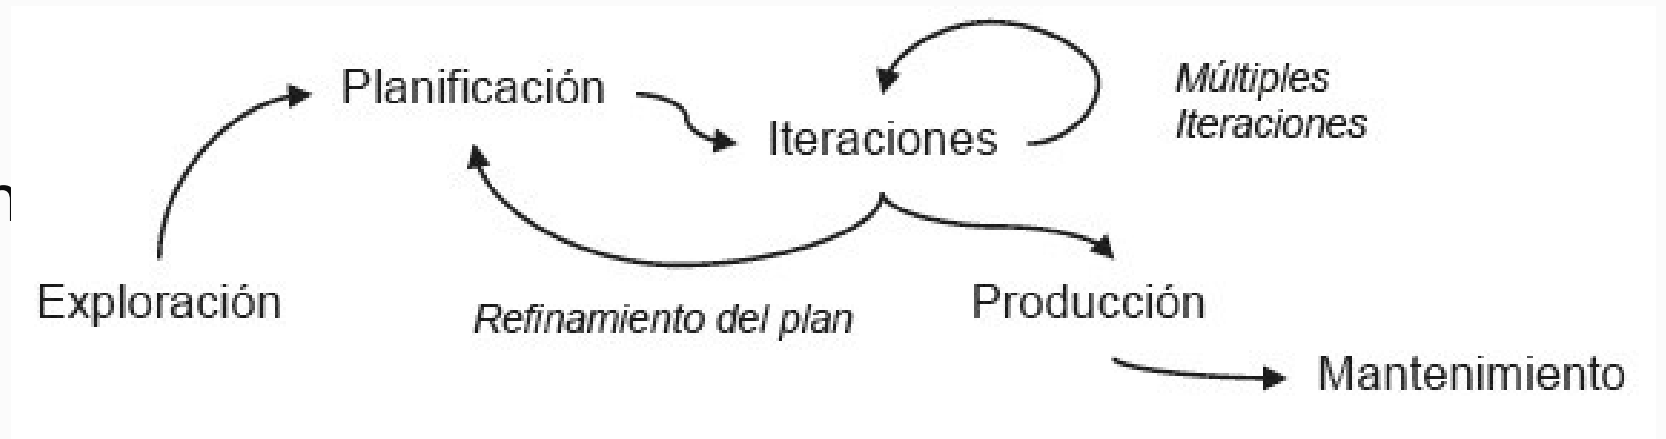 Planificación
Múltiples
Iteraciones
Iteraciones
Exploración
Refinamiento del plan
Producción
Mantenimiento